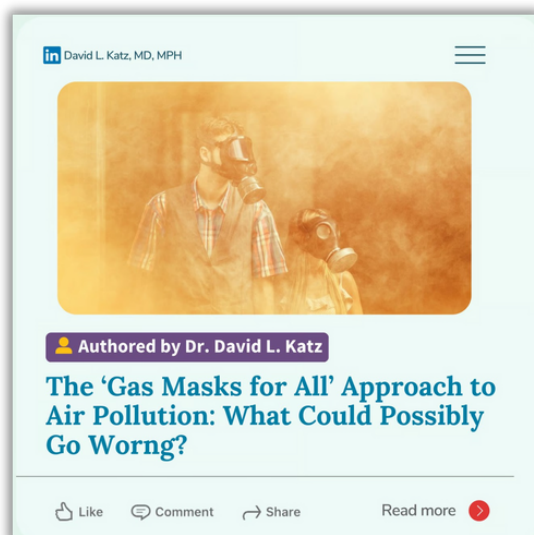 in David L. Katz, MD, MPH
Authored by Dr. David L. Katz
The ‘Gas Masks for All’ Approach to
Air Pollution: What Could Possibly
Go Worng?
Like Comment Share Read more